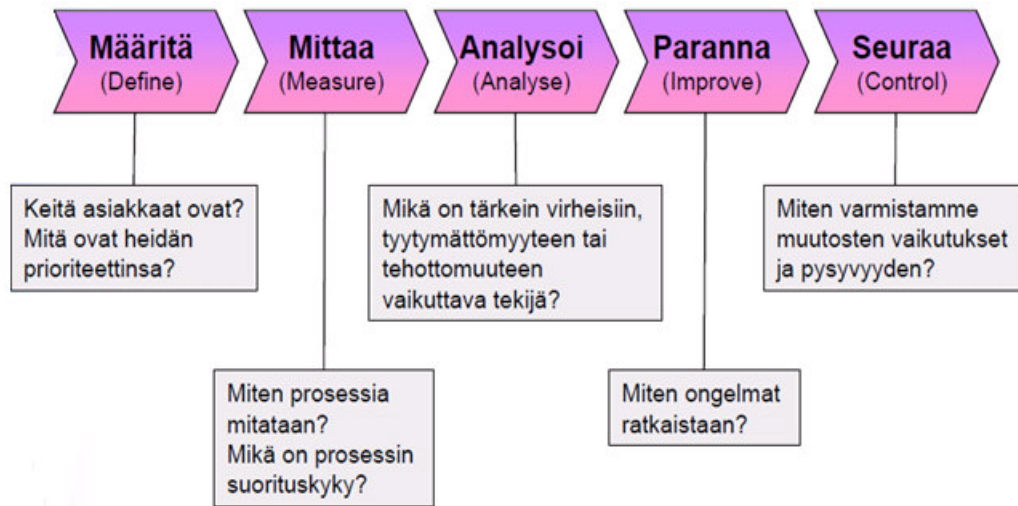 Määritä
(Define)
Mittaa
(Measure)
Analysoi
(Analyse)
Paranna
(Improve)
Seuraa
(Control)
Keitä asiakkaat ovat?
Mitä ovat heidän
prioriteettinsa?
Miten prosessia
mitataan?
Mikä on prosessin
suorituskyky?
Mikä on tärkein virheisiin,
tyytymättömyyteen tai
tehottomuuteen
vaikuttava tekijä?
Miten ongelmat
ratkaistaan?
Miten varmistamme
muutosten vaikutukset
ja pysyvyyden?